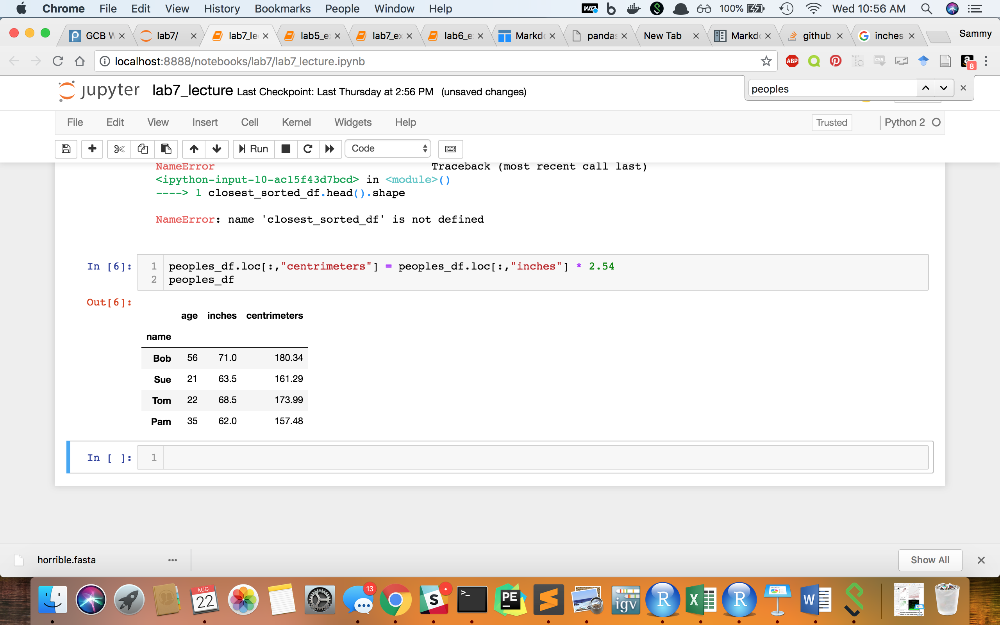 Chrome File Edit View History Bookmarks People Window Help WD b 100% Wed 10:56 AM
GCB W lab7/ lab7_le lab5_e lab7_ex lab6_e Markd pandas New Tab Markd github inches Sammy
localhost:8888/notebooks/lab7/lab7_lecture.ipynb ABP CSS a 8
jupyter lab7_lecture Last Checkpoint: Last Thursday at 2:56 PM (unsaved changes) peoples
File Edit View Insert Cell Kernel Widgets Help Trusted Python 2
Run Code
NameError Traceback (most recent call last)
<ipython-input-10-ac15f43d7bcd> in <module>()
----> 1 closest_sorted_df.head().shape
NameError: name 'closest_sorted_df' is not defined
In [6]: 1 peoples_df.loc[:,"centrimeters"] = peoples_df.loc[:,"inches"] * 2.54
2 peoples_df
Out[6]:
age inches centrimeters
name
Bob 56 71.0 180.34
Sue 21 63.5 161.29
Tom 22 68.5 173.99
Pam 35 62.0 157.48
In [ ]: 1
horrible.fasta Show All
AUG 22 13 S >_ PE igv R X R W